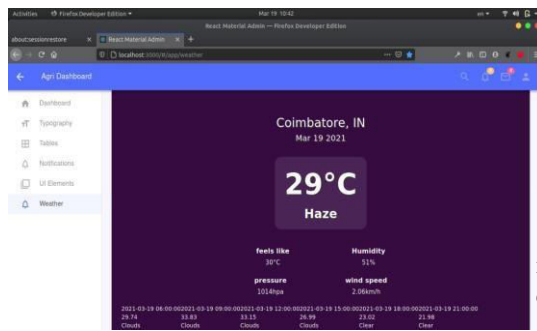 Activities
Firefox Developer Edition
Mar 19 10:42
en
React Material Admin — Firefox Developer Edition
about:sessionrestore
React Material Admin
localhost:3000/#/app/weather
Agri Dashboard
Dashboard
Typography
Tables
Notifications
UI Elements
Weather
Coimbatore, IN
Mar 19 2021
29°C
Haze
feels like Humidity
30°C 51%
pressure wind speed
1014hpa 2.06km/h
2021-03-19 06:00:002021-03-19 09:00:002021-03-19 12:00:002021-03-19 15:00:002021-03-19 18:00:002021-03-19 21:00:00
29.74 33.83 33.15 26.99 23.02 21.98
Clouds Clouds Clouds Clouds Clear Clear